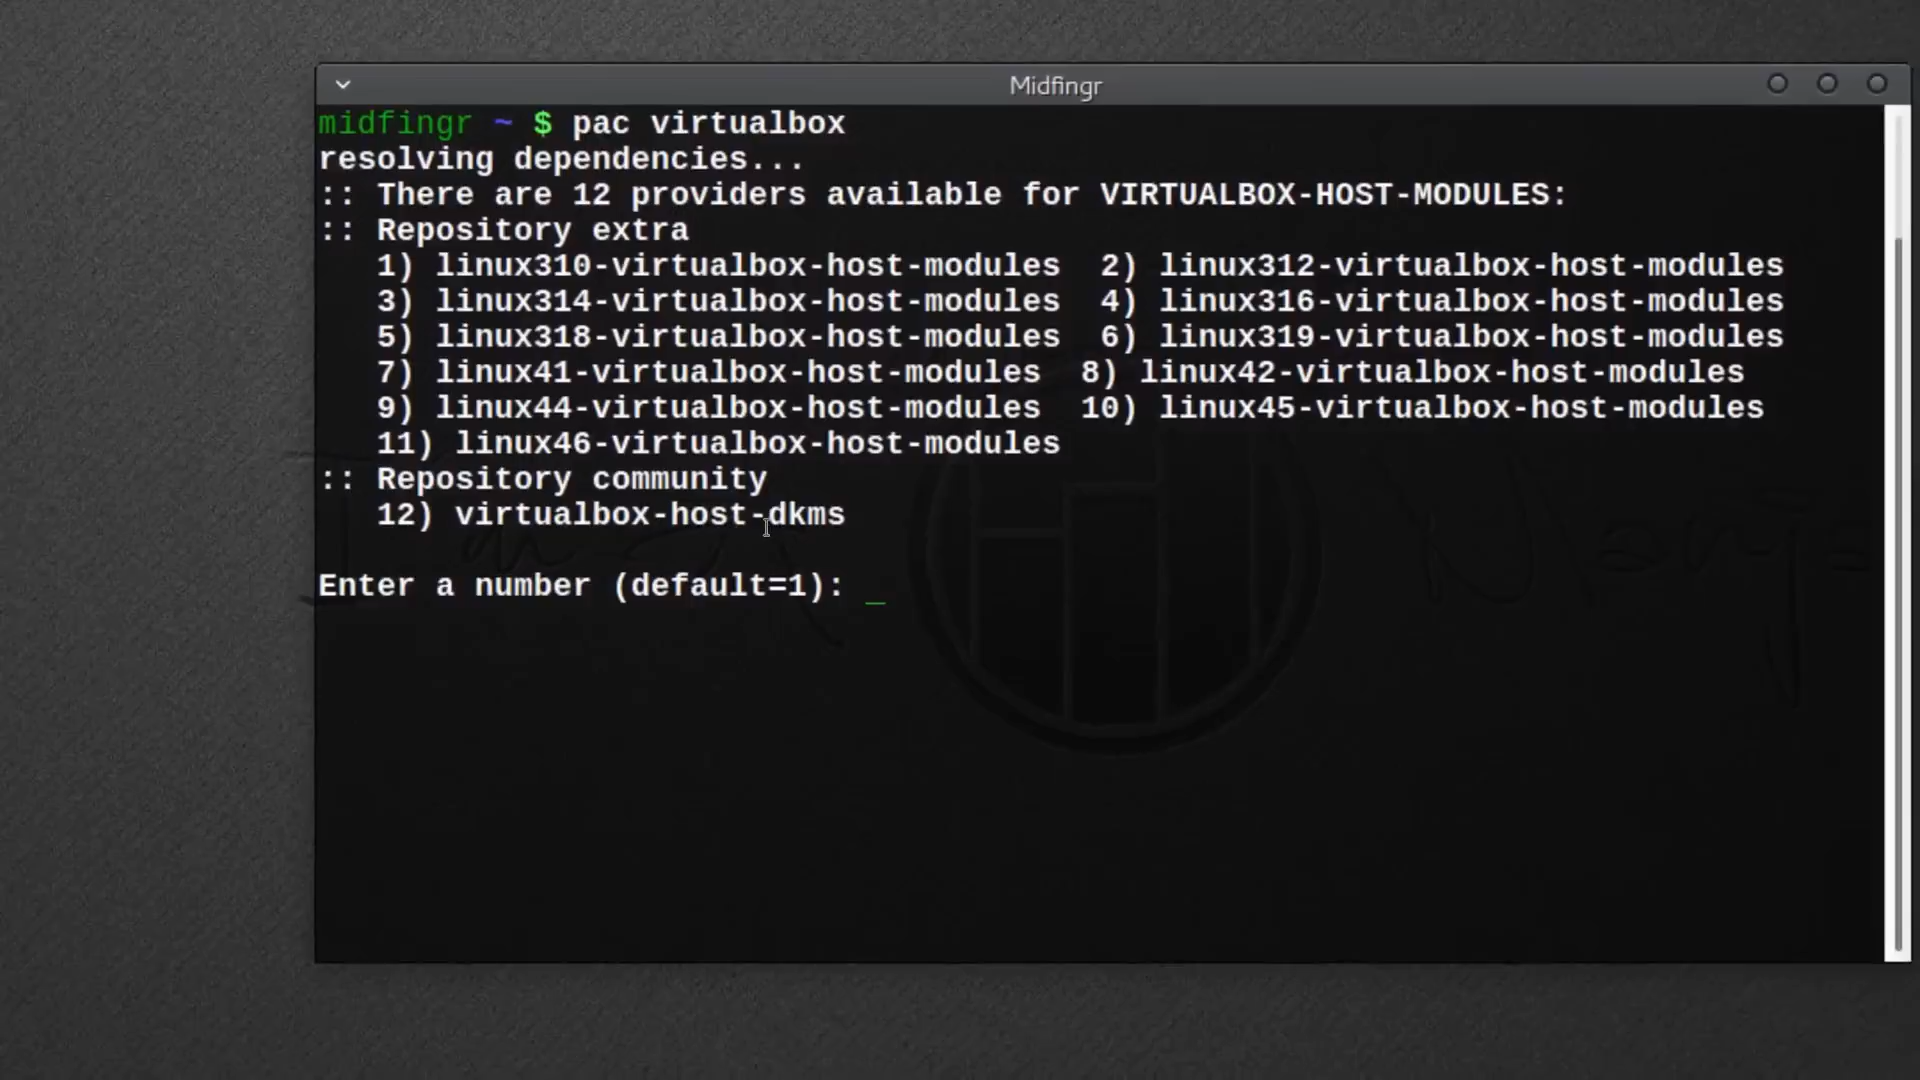 Midfingr
midfingr ~ $ pac virtualbox
resolving dependencies...
:: There are 12 providers available for VIRTUALBOX-HOST-MODULES:
:: Repository extra
1) linux310-virtualbox-host-modules 2) linux312-virtualbox-host-modules
3) linux314-virtualbox-host-modules 4) linux316-virtualbox-host-modules
5) linux318-virtualbox-host-modules 6) linux319-virtualbox-host-modules
7) linux41-virtualbox-host-modules 8) linux42-virtualbox-host-modules
9) linux44-virtualbox-host-modules 10) linux45-virtualbox-host-modules
11) linux46-virtualbox-host-modules
:: Repository community
12) virtualbox-host-dkms
Enter a number (default=1): _